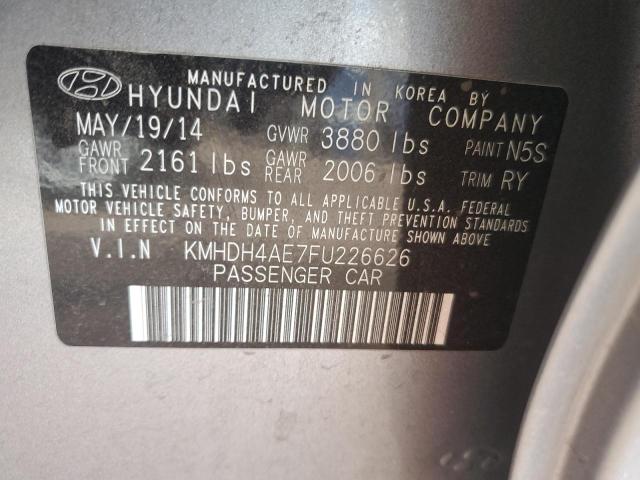 MANUFACTURED IN KOREA BY
HYUNDAI MOTOR COMPANY
MAY/19/14 GVWR 3880 lbs PAINT N5S
GAWR FRONT 2161 lbs GAWR REAR 2006 lbs TRIM RY
THIS VEHICLE CONFORMS TO ALL APPLICABLE U.S.A. FEDERAL
MOTOR VEHICLE SAFETY, BUMPER, AND THEFT PREVENTION
STANDARDS IN EFFECT ON THE DATE OF MANUFACTURE SHOWN ABOVE.
V.I.N KMHDH4AE7FU226626
PASSENGER CAR